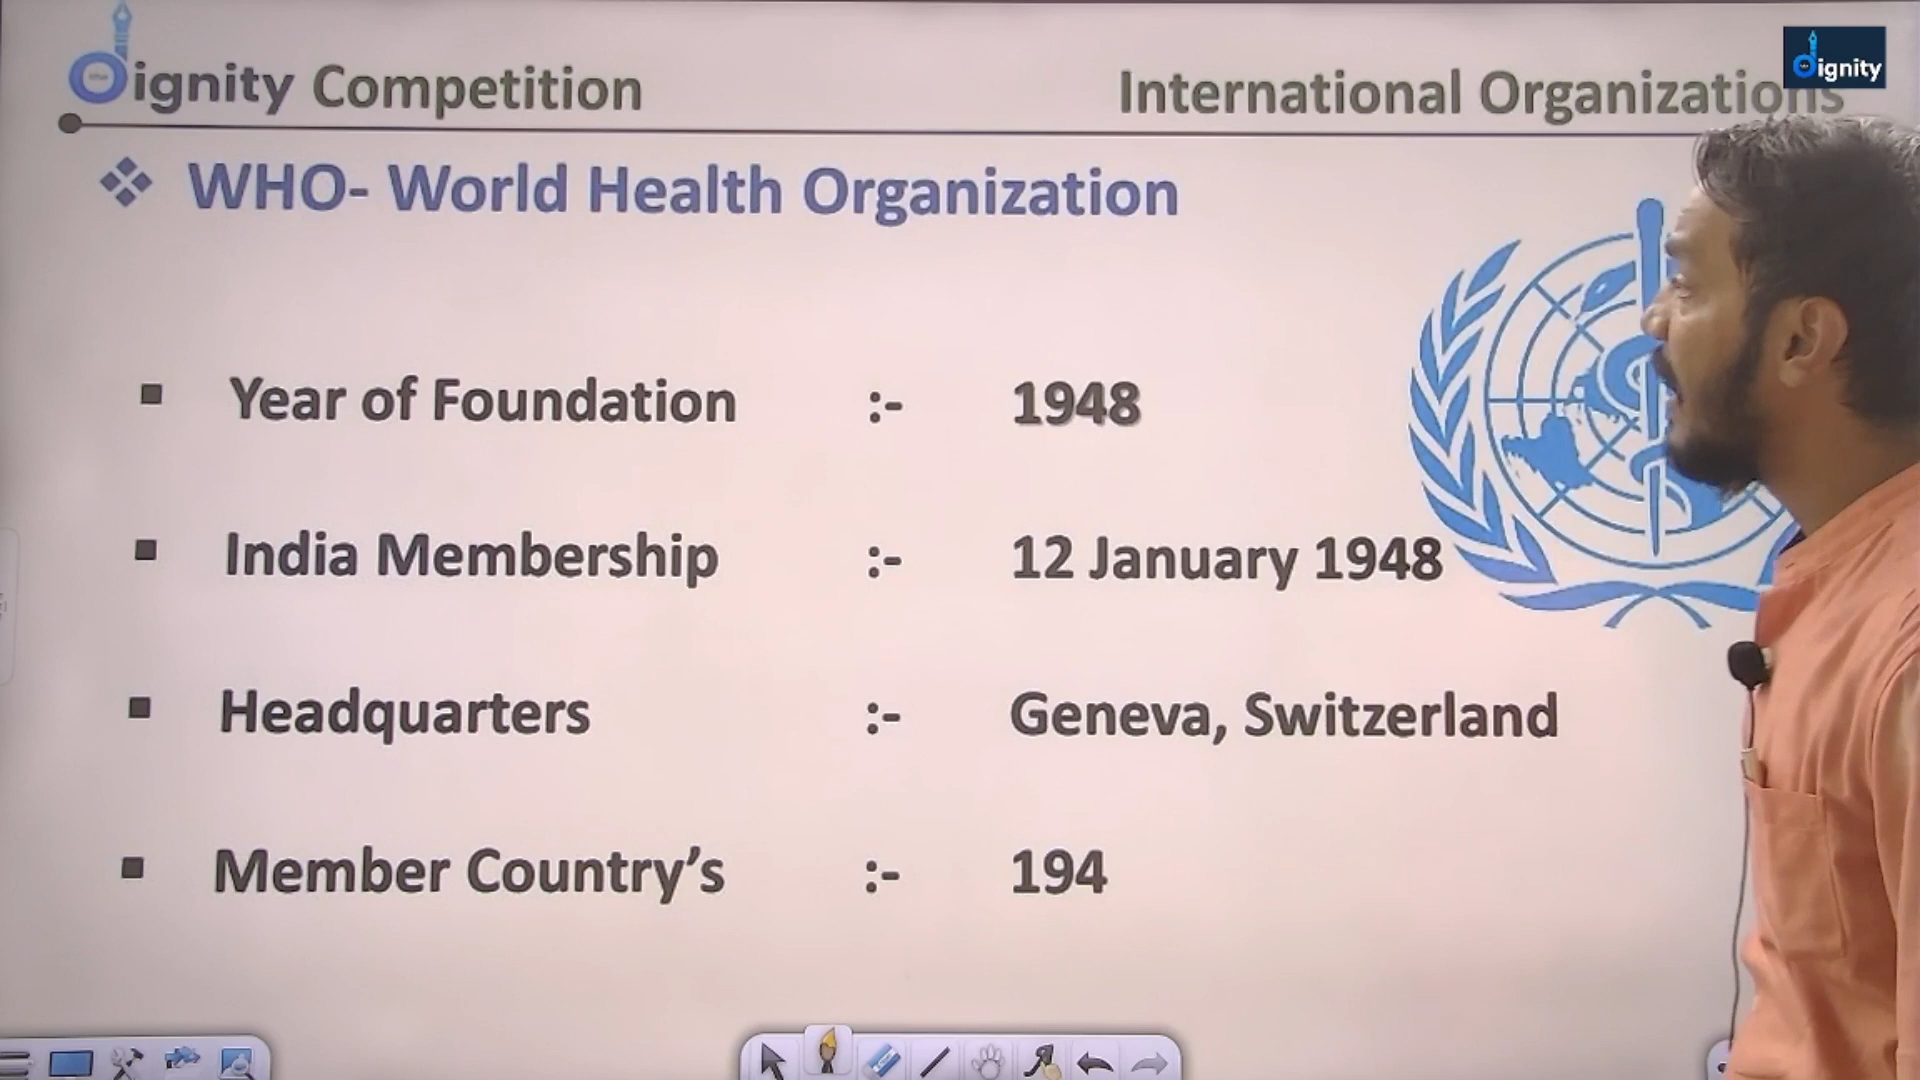 dignity Competition
International Organizations
dignity
❖ WHO- World Health Organization
▪ Year of Foundation :- 1948
▪ India Membership :- 12 January 1948
▪ Headquarters :- Geneva, Switzerland
▪ Member Country’s :- 194